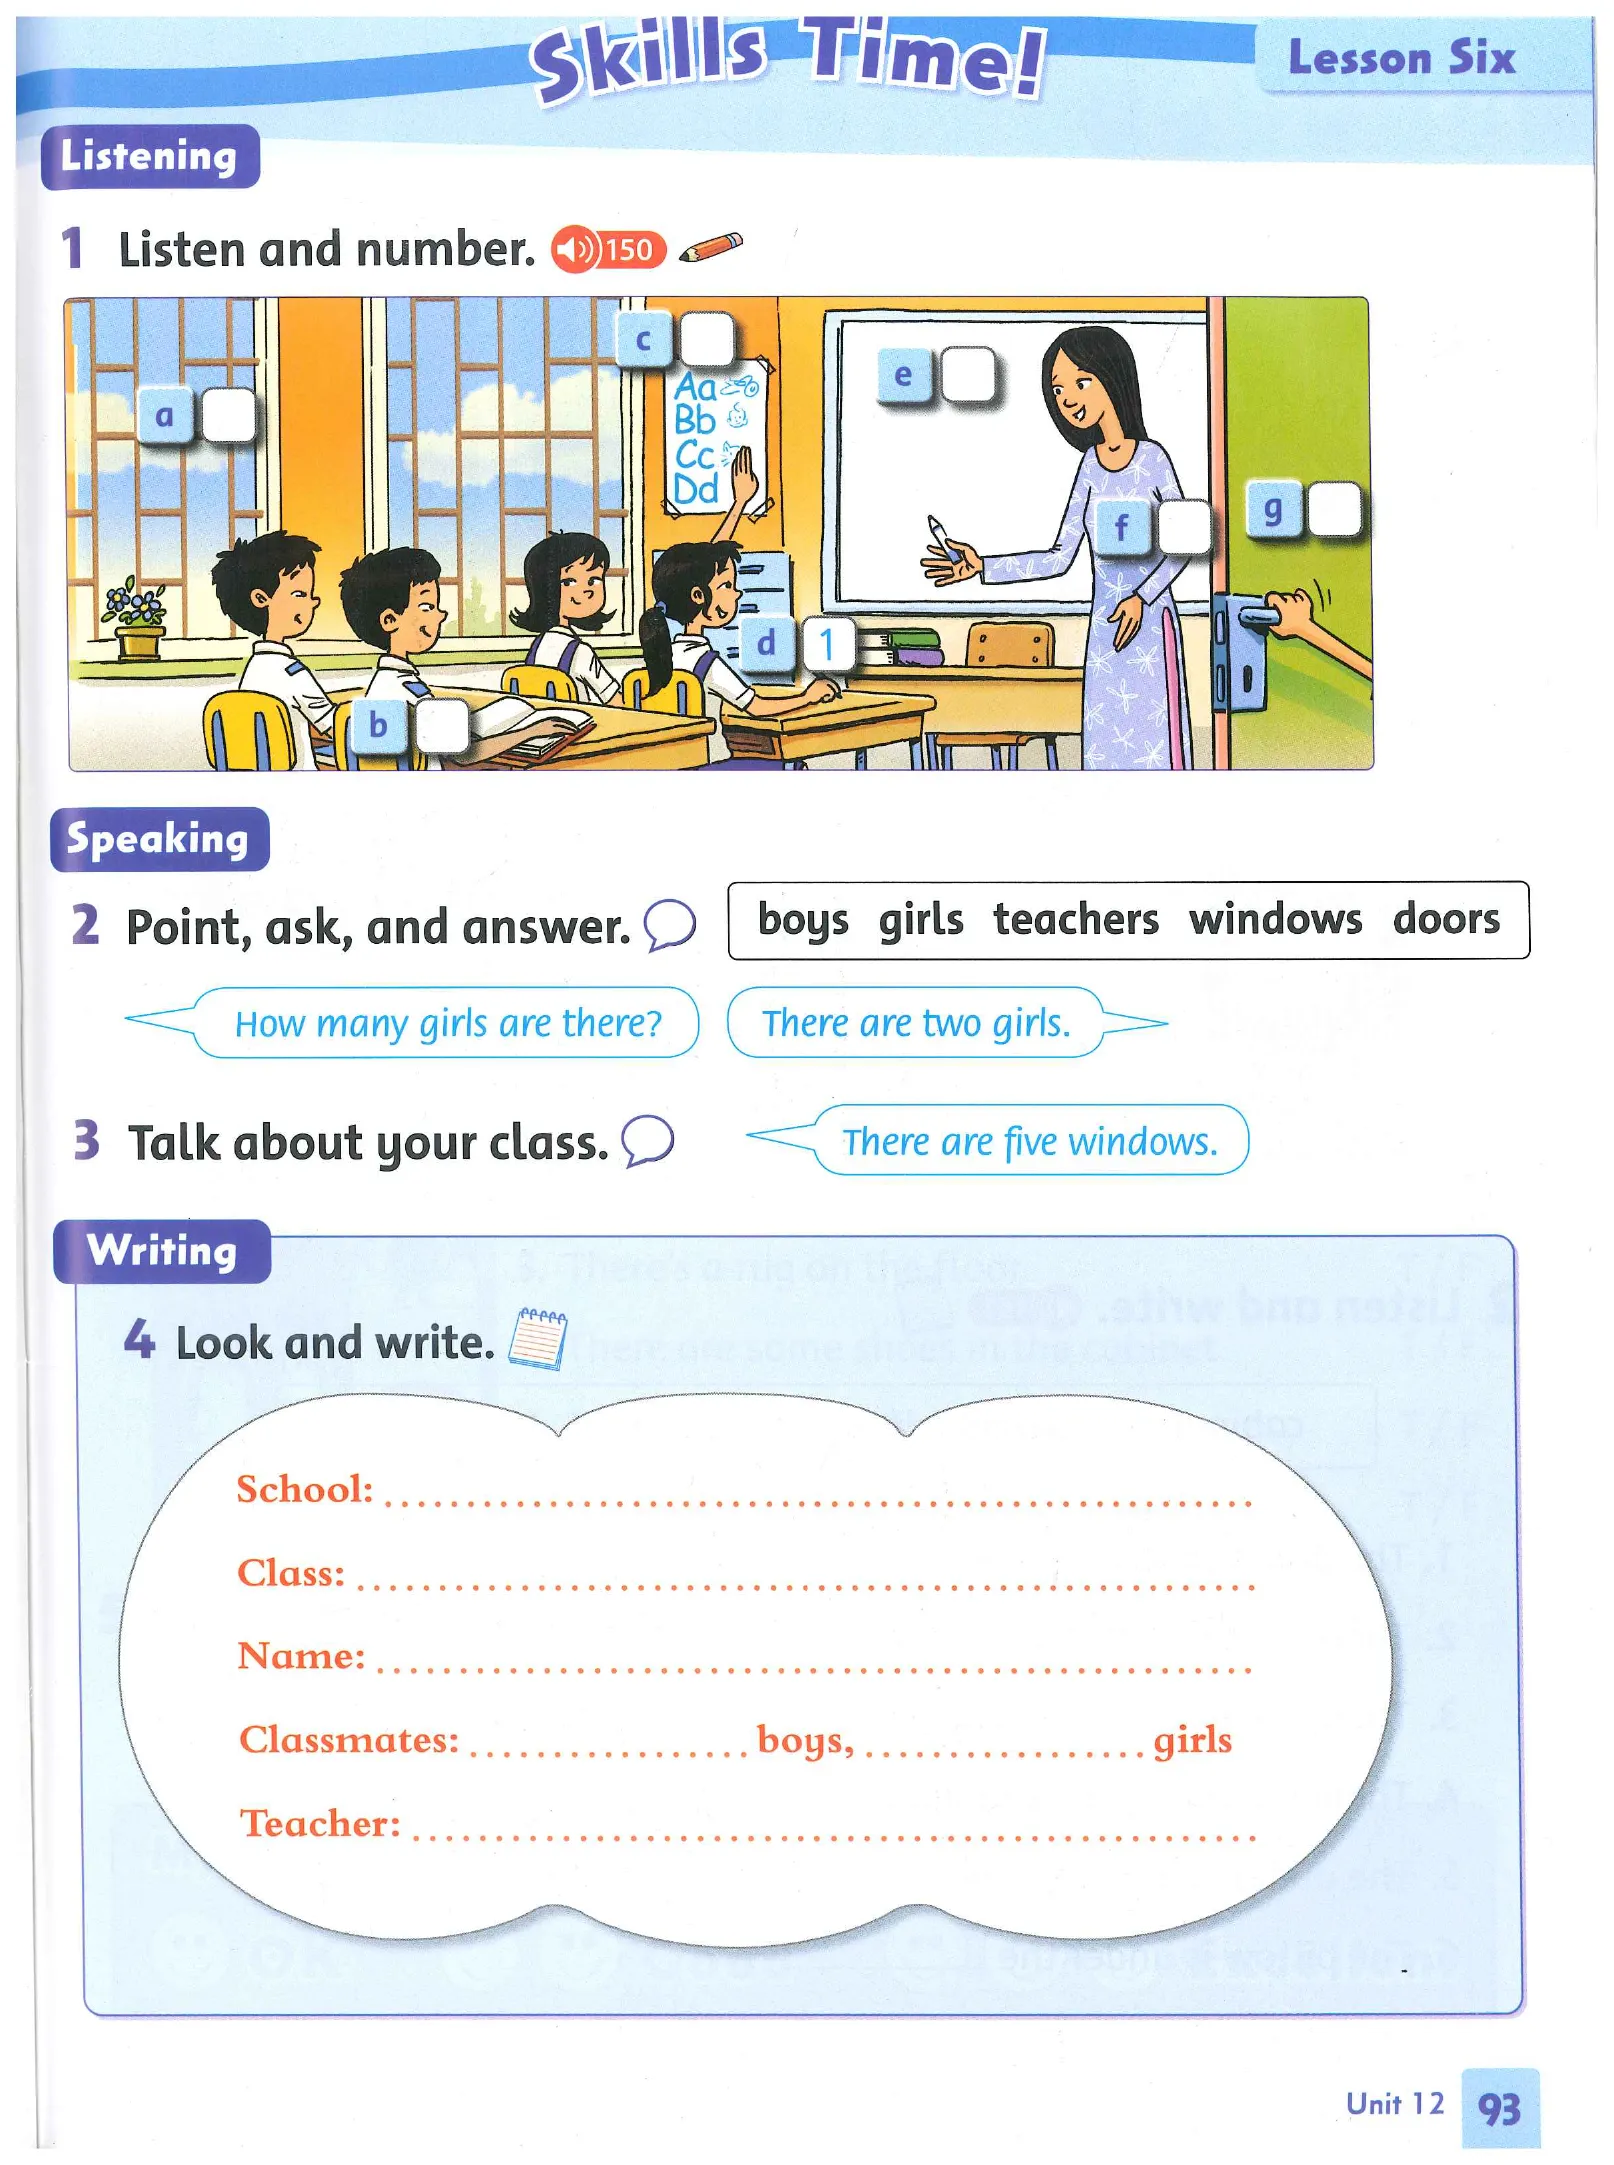 Skills Time!
Lesson Six
Listening
1 Listen and number. 150
a
c
Aa
Bb
Cc
Dd
e
f
g
d 1
b
Speaking
2 Point, ask, and answer.
boys girls teachers windows doors
How many girls are there?
There are two girls.
3 Talk about your class.
There are five windows.
Writing
4 Look and write.
School: ............................................................
Class: ............................................................
Name: ............................................................
Classmates: .................... boys, .................... girls
Teacher: ............................................................
Unit 12 93